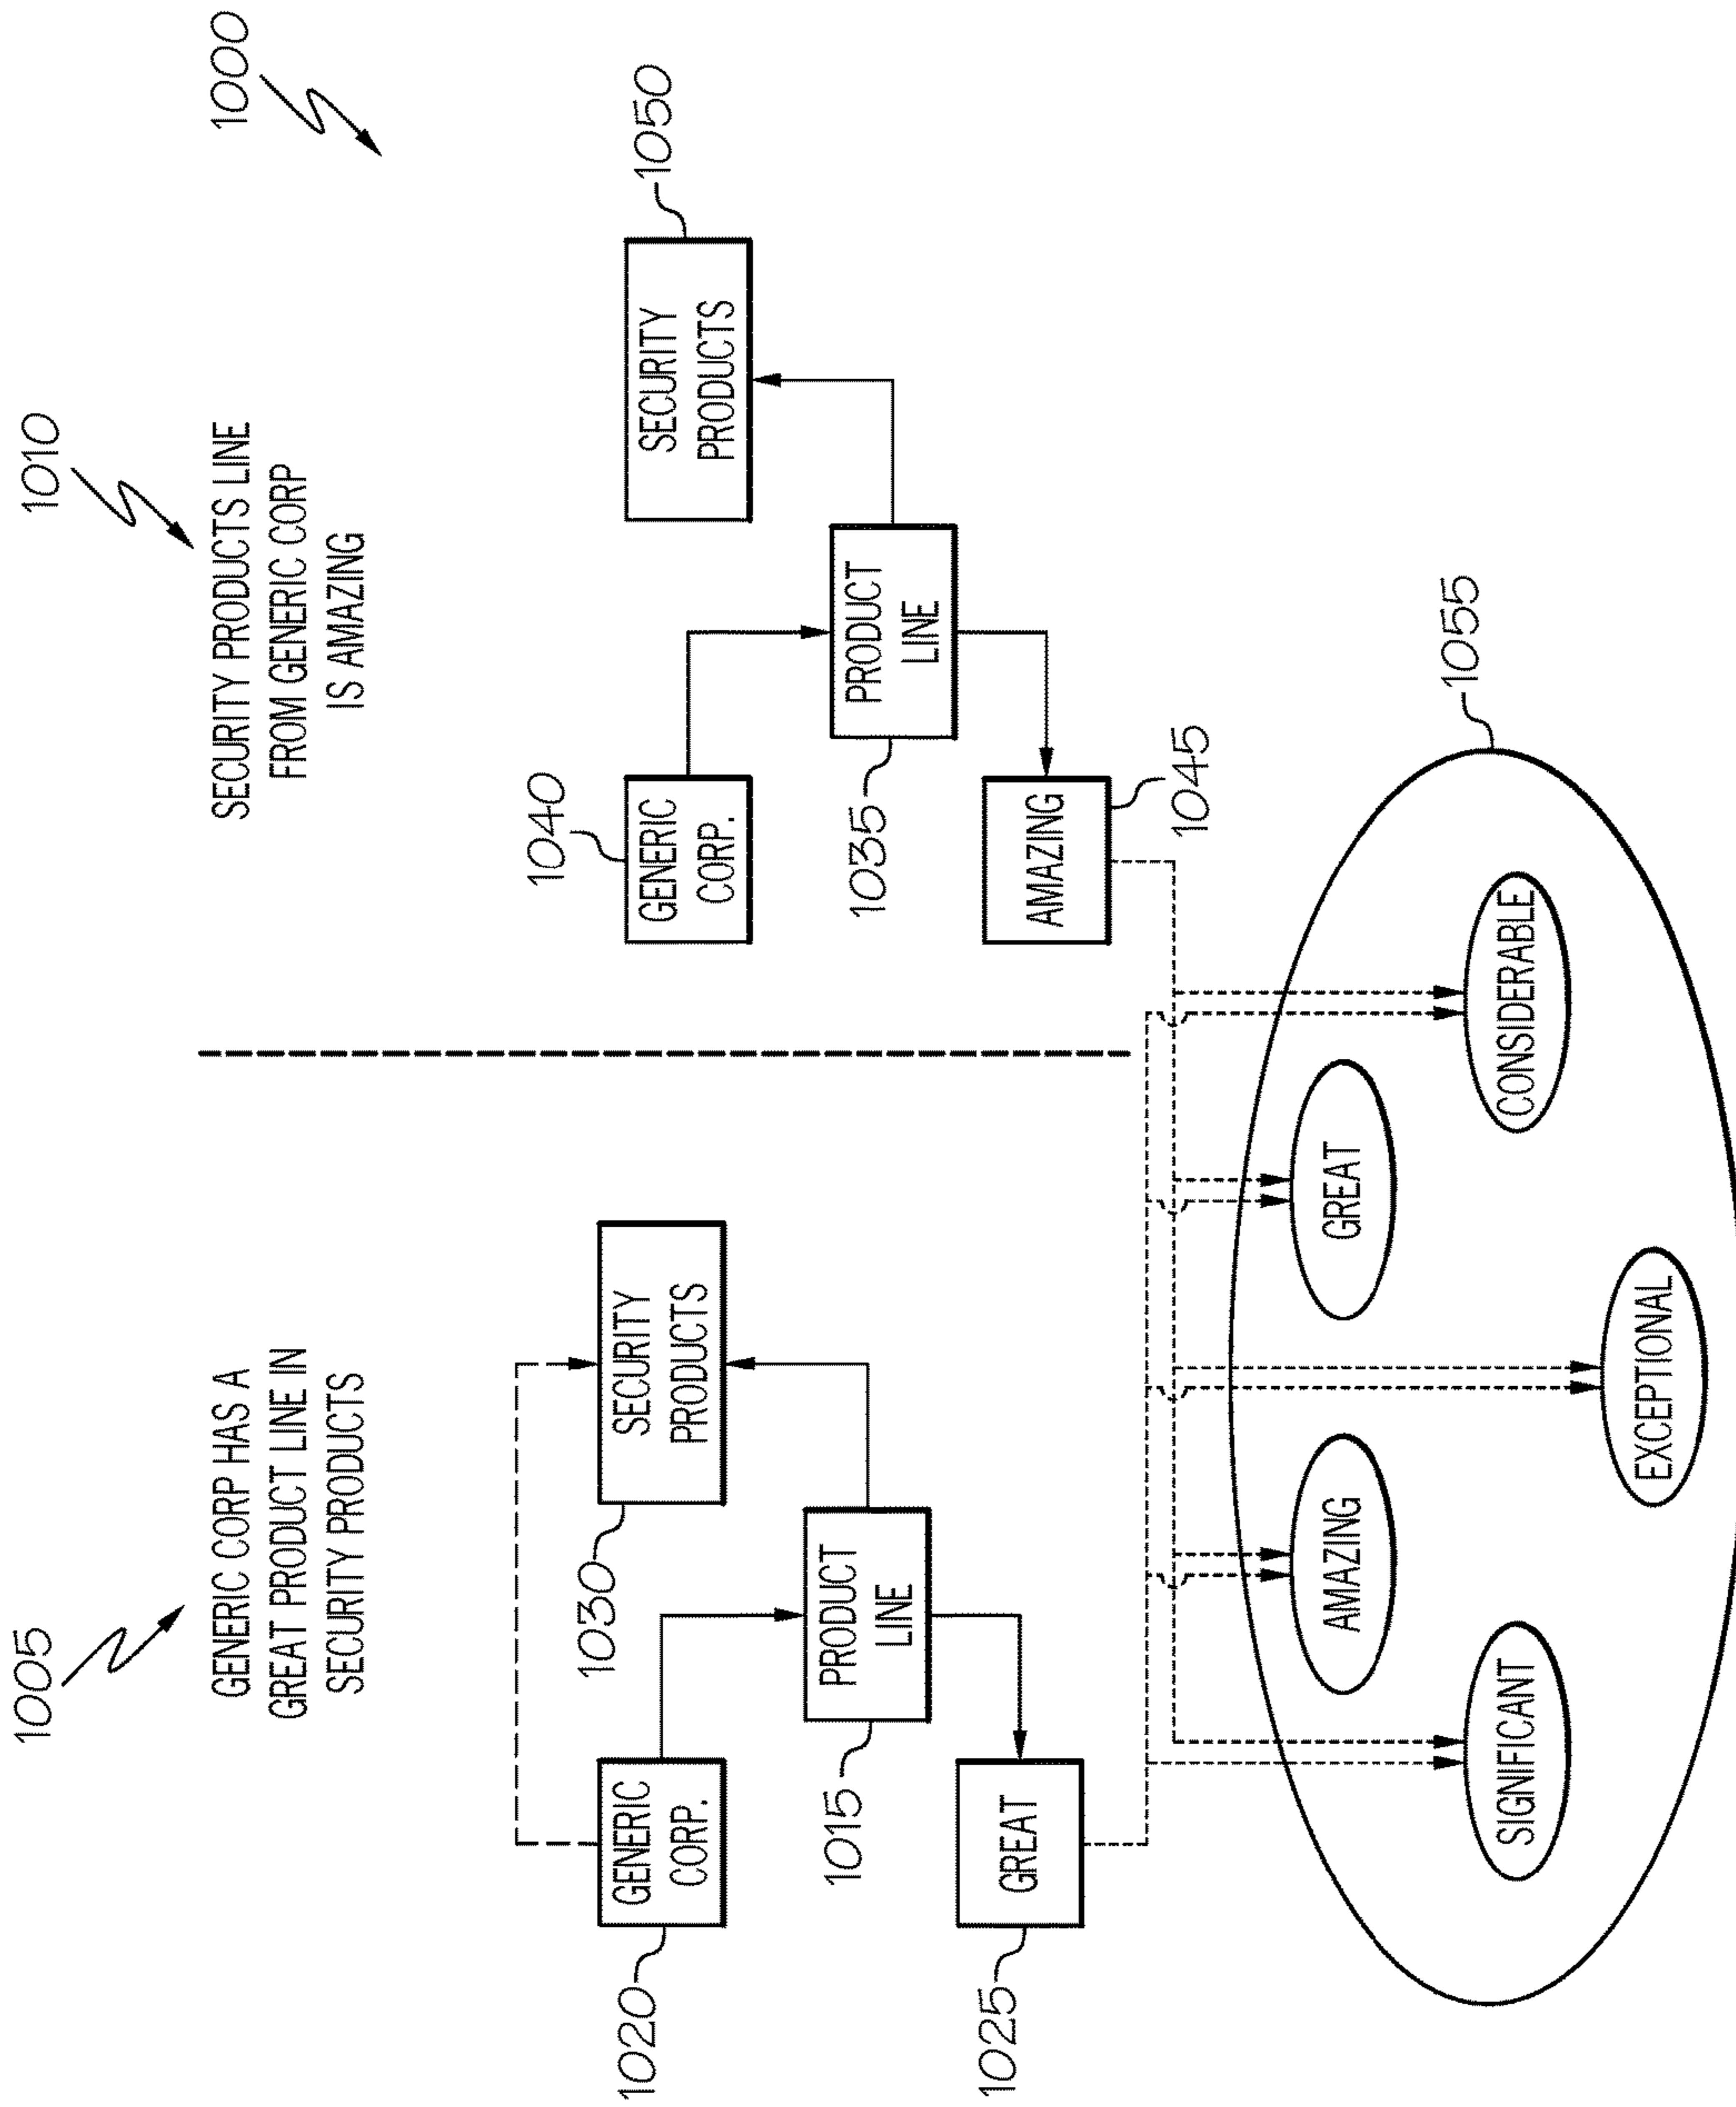 1005
GENERIC CORP HAS A
GREAT PRODUCT LINE IN
SECURITY PRODUCTS
1010
SECURITY PRODUCTS LINE
FROM GENERIC CORP
IS AMAZING
1000
1020
GENERIC
CORP.
1030
SECURITY
PRODUCTS
1015
PRODUCT
LINE
1025
GREAT
1040
GENERIC
CORP.
SECURITY
PRODUCTS
1050
1035
PRODUCT
LINE
AMAZING
1045
1055
SIGNIFICANT
AMAZING
EXCEPTIONAL
GREAT
CONSIDERABLE